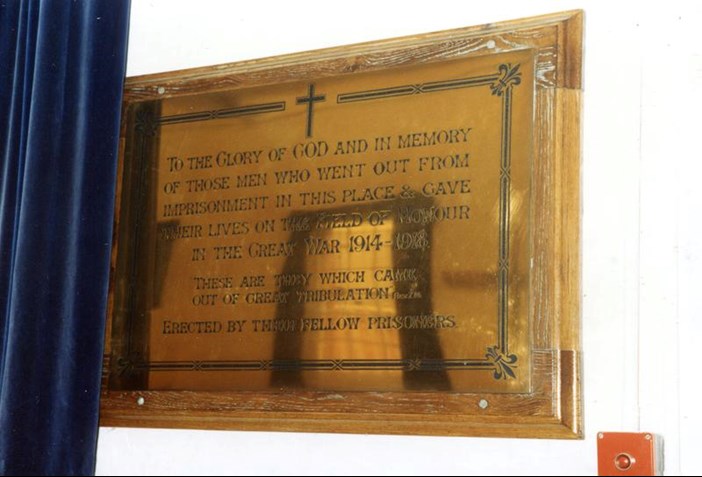 TO THE GLORY OF GOD AND IN MEMORY
OF THOSE MEN WHO WENT OUT FROM
IMPRISONMENT IN THIS PLACE & GAVE
THEIR LIVES ON THE FIELD OF HONOUR
IN THE GREAT WAR 1914-1918.
"THESE ARE THEY WHICH CAME
OUT OF GREAT TRIBULATION"
ERECTED BY THEIR FELLOW PRISONERS.